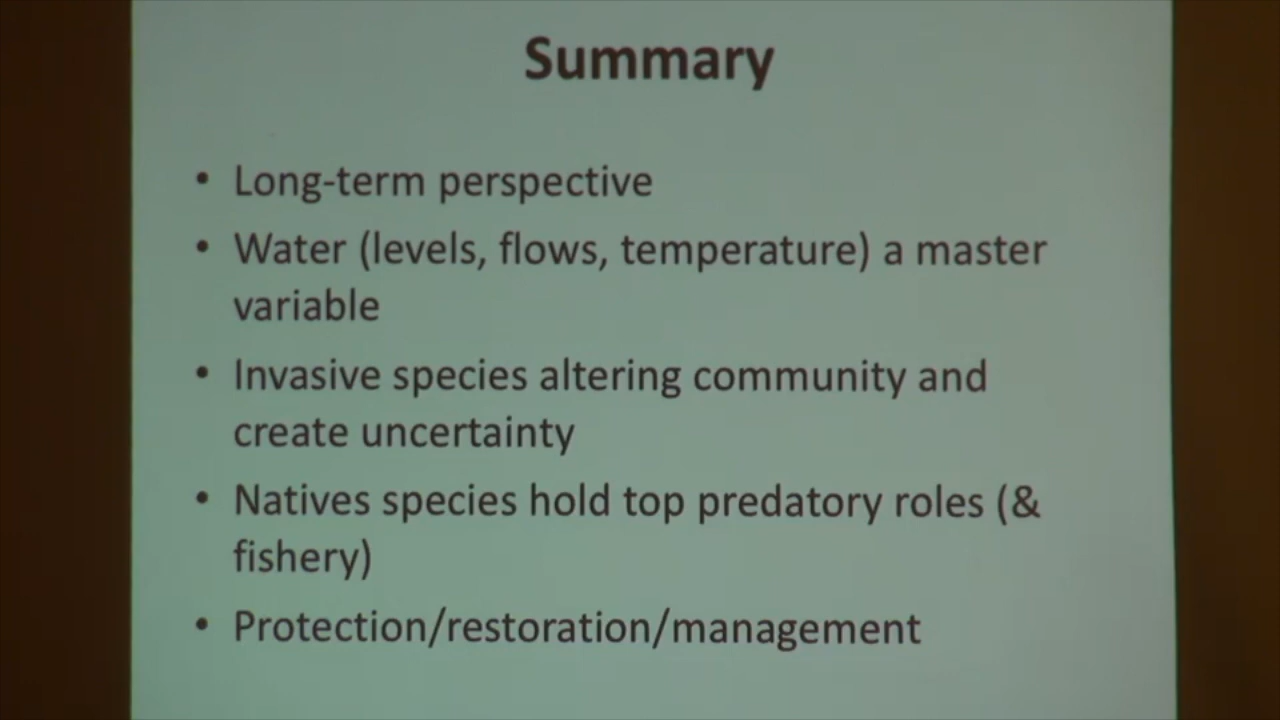 Summary
• Long-term perspective
• Water (levels, flows, temperature) a master
variable
• Invasive species altering community and
create uncertainty
• Natives species hold top predatory roles (&
fishery)
• Protection/restoration/management